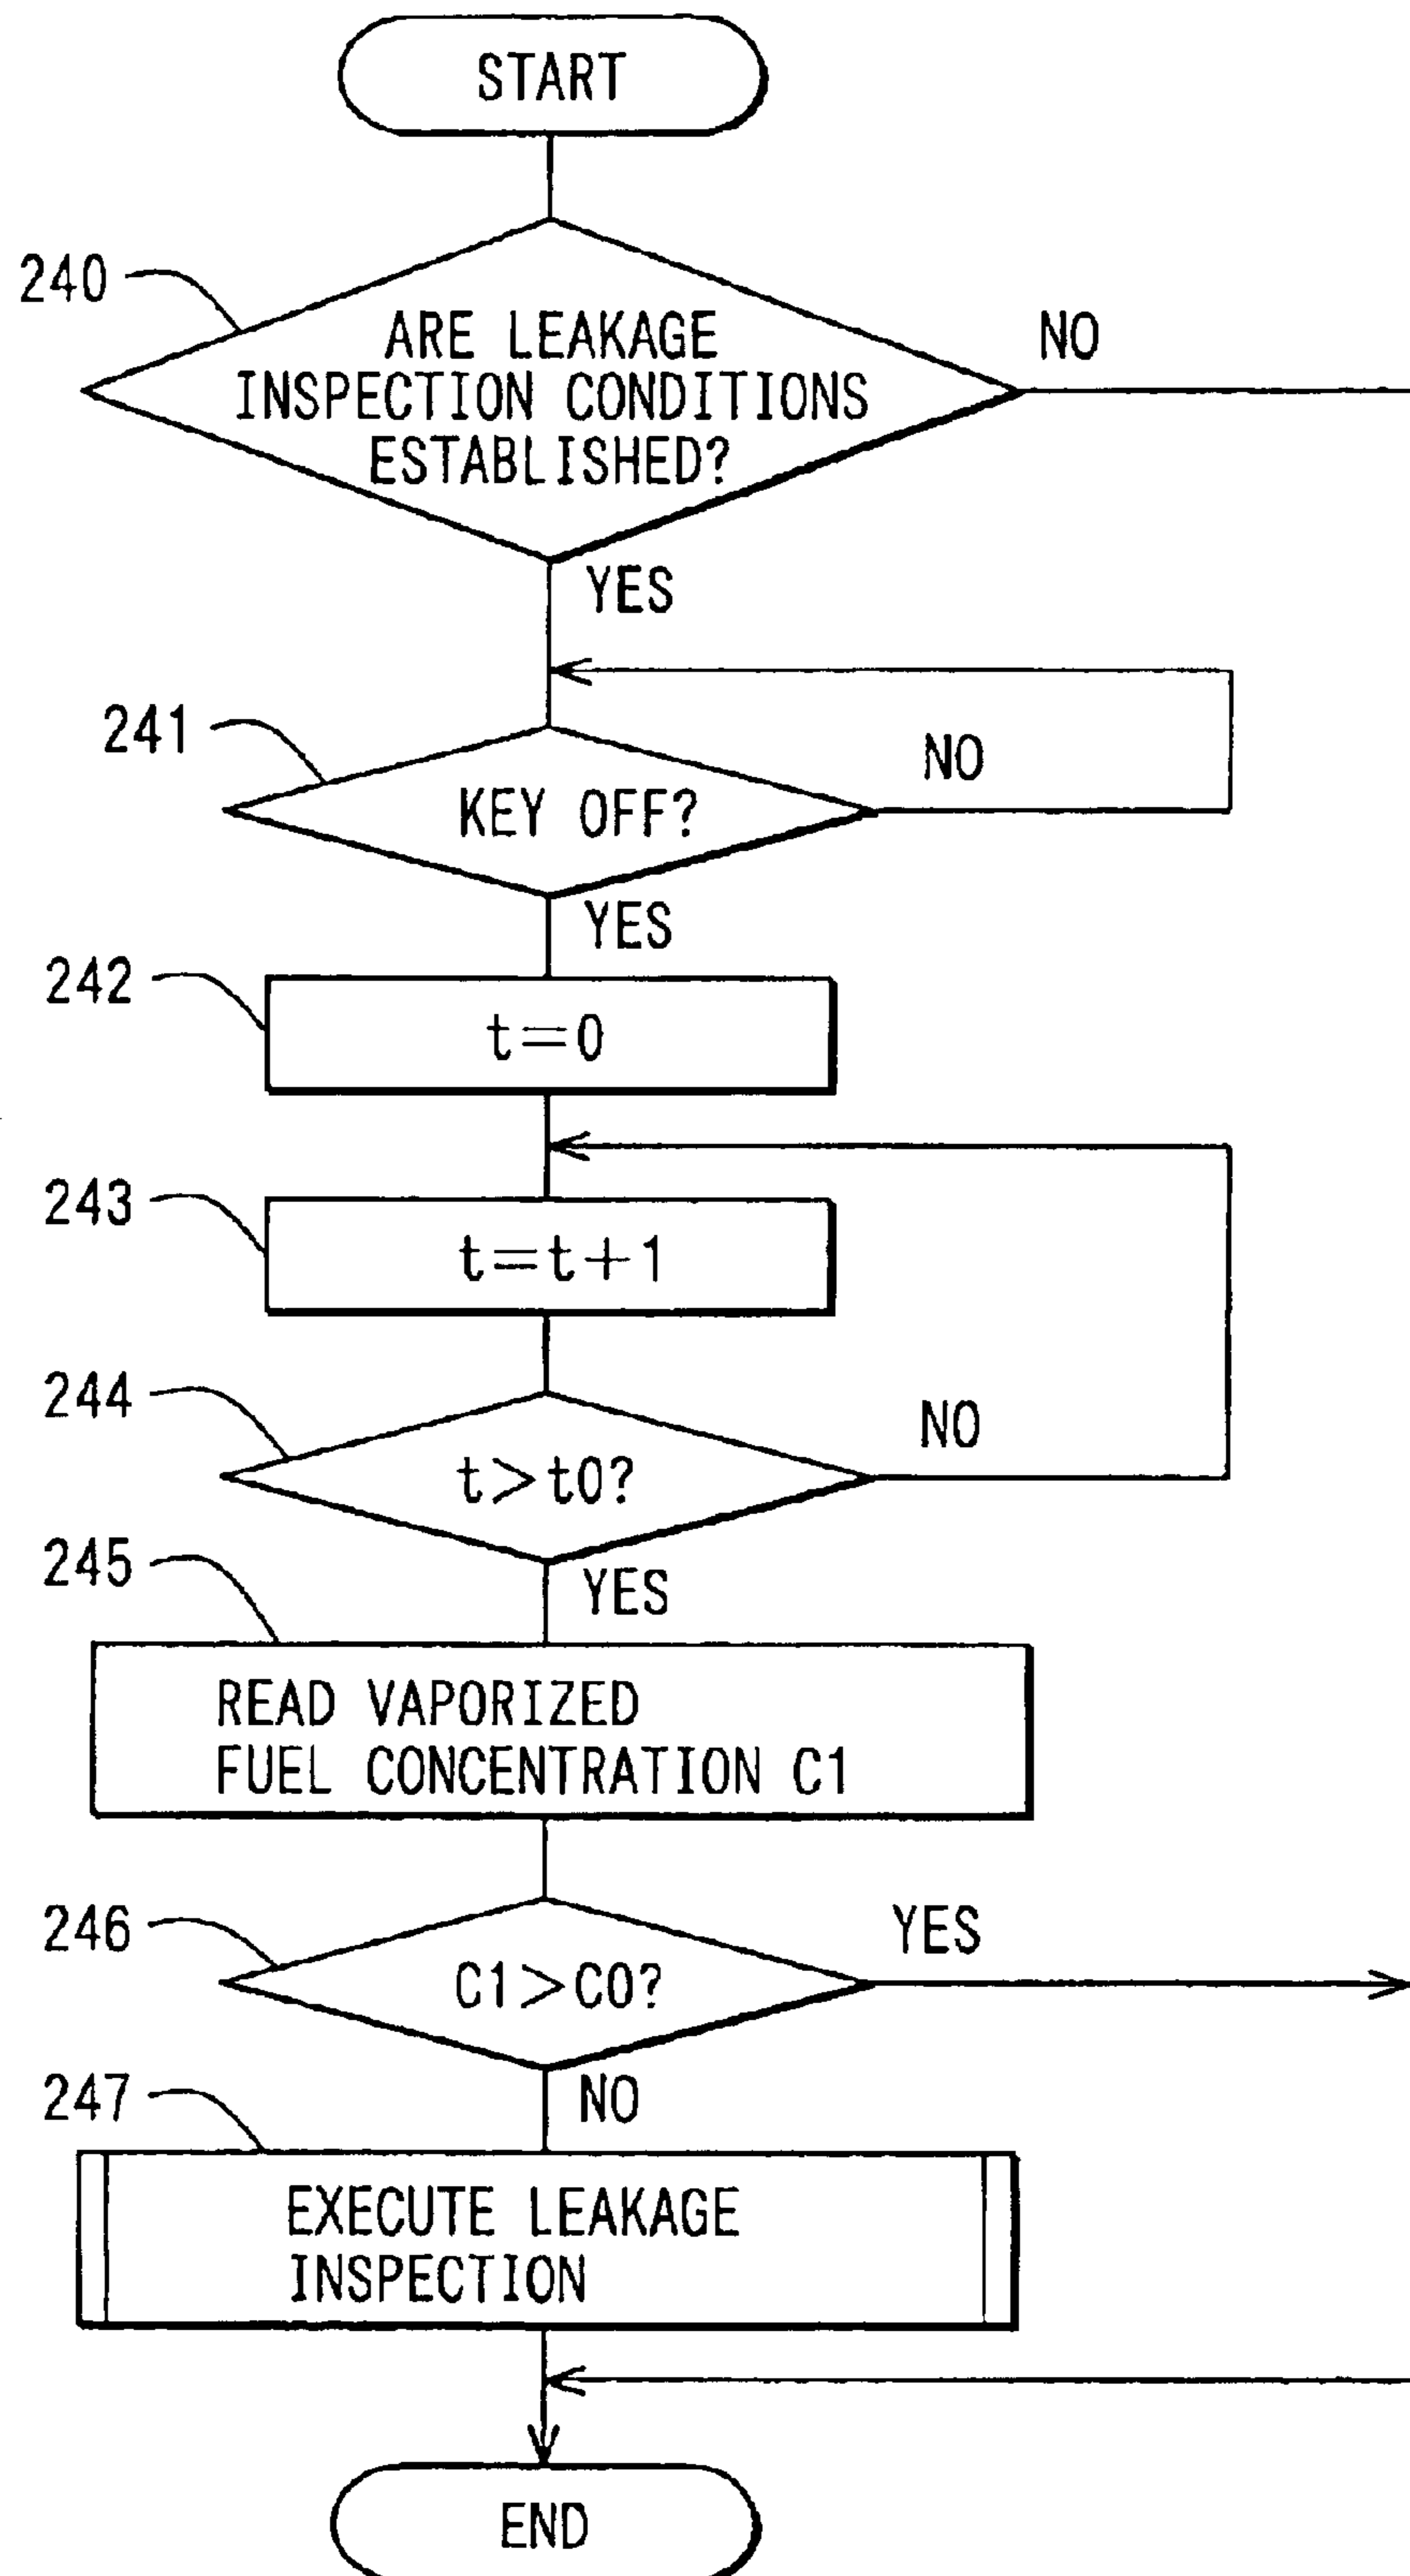 START
240
ARE LEAKAGE
INSPECTION CONDITIONS
ESTABLISHED?
NO
YES
241
KEY OFF?
NO
YES
242
t=0
243
t=t+1
244
t>t0?
NO
YES
245
READ VAPORIZED
FUEL CONCENTRATION C1
246
C1>C0?
YES
NO
247
EXECUTE LEAKAGE
INSPECTION
END